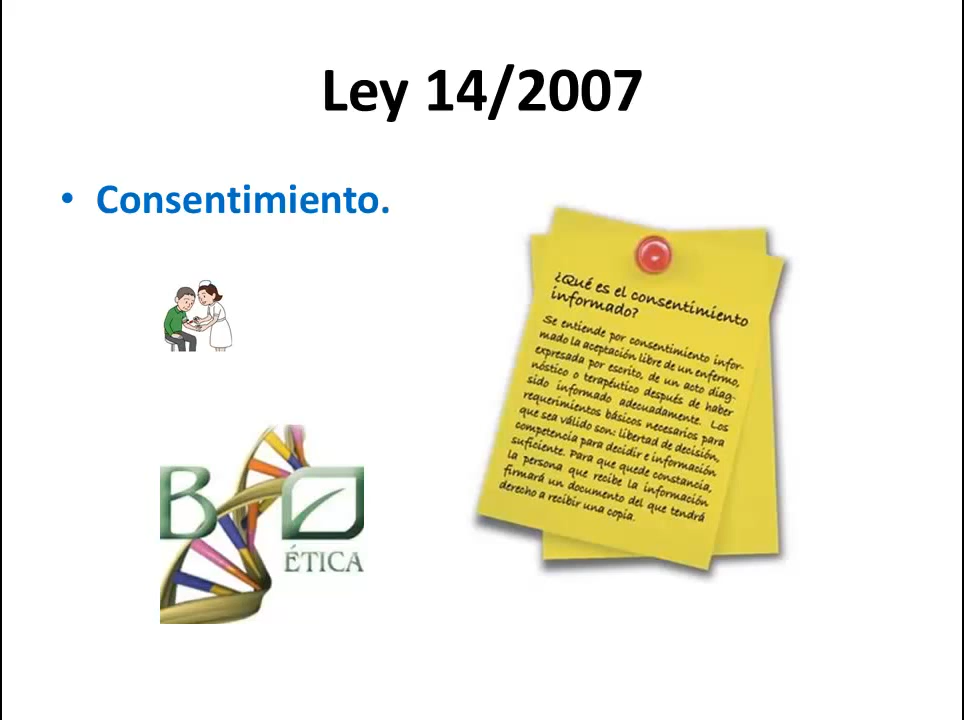 Ley 14/2007
• Consentimiento.
¿Qué es el consentimiento
informado?
Se entiende por consentimiento infor-
mado la aceptación libre de un enfermo,
expresada por escrito, de un acto diag-
nóstico o terapéutico después de haber
sido informado adecuadamente. Los
requerimientos básicos necesarios para
que sea válido son: libertad de decisión,
competencia para decidir e información
suficiente. Para que quede constancia,
la persona que recibe la información
firmará un documento del que tendrá
derecho a recibir una copia.
B
ÉTICA